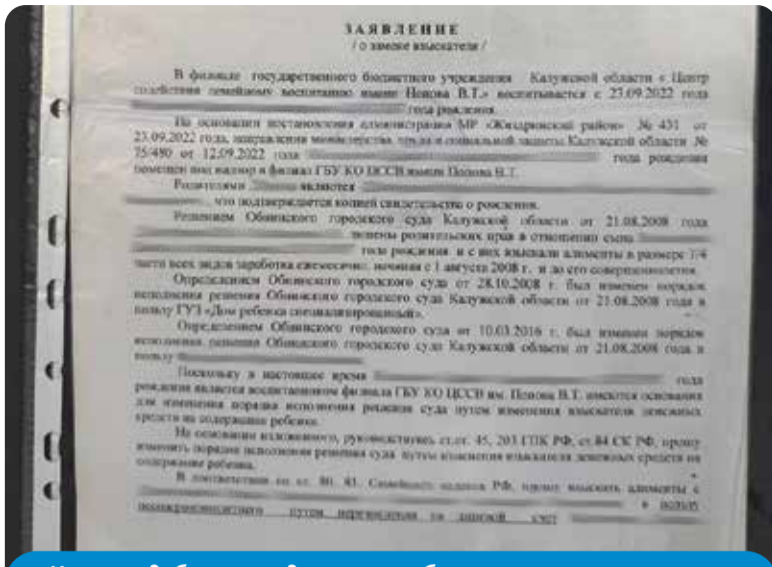 ЗАЯВЛЕНИЕ
/ о замене взыскателя /
В филиале государственного бюджетного учреждения Калужской области « Центр
содействия семейному воспитанию имени Попова В.Т.» воспитывается с 23.09.2022 года
года рождения.
На основании постановления администрации МР «Жиздринский район» № 431 от
23.09.2022 года, направления министерства труда и социальной защиты Калужской области №
75/480 от 12.09.2022 года года рождения
помещен под надзор в филиал ГБУ КО ЦССВ имени Попова В.Т.
Родителями являются
, что подтверждается копией свидетельства о рождении.
Решением Обнинского городского суда Калужской области от 21.08.2008 года
лишены родительских прав в отношении сына
года рождения и с них взысканы алименты в размере 1/4
части всех видов заработка ежемесячно, начиная с 1 августа 2008 г. и до его совершеннолетия.
Определением Обнинского городского суда от 28.10.2008 г. был изменен порядок
исполнения решения Обнинского городского суда Калужской области от 21.08.2008 года в
пользу ГУЗ «Дом ребенка специализированный».
Определением Обнинского городского суда от 10.03.2016 г. был изменен порядок
исполнения решения Обнинского городского суда Калужской области от 21.08.2008 года в
пользу
Поскольку в настоящее время года
рождения является воспитанником филиала ГБУ КО ЦССВ им. Попова В.Т. имеются основания
для изменения порядка исполнения решения суда путем изменения взыскателя денежных
средств на содержание ребенка.
На основании изложенного, руководствуясь ст.ст. 45, 203 ГПК РФ, ст.84 СК РФ, прошу
изменить порядок исполнения решения суда путем изменения взыскателя денежных средств на
содержание ребенка.
В соответствии со ст. 80, 81, Семейного кодекса РФ, прошу взыскать алименты с
в пользу
несовершеннолетнего путем перечисления на лицевой счет